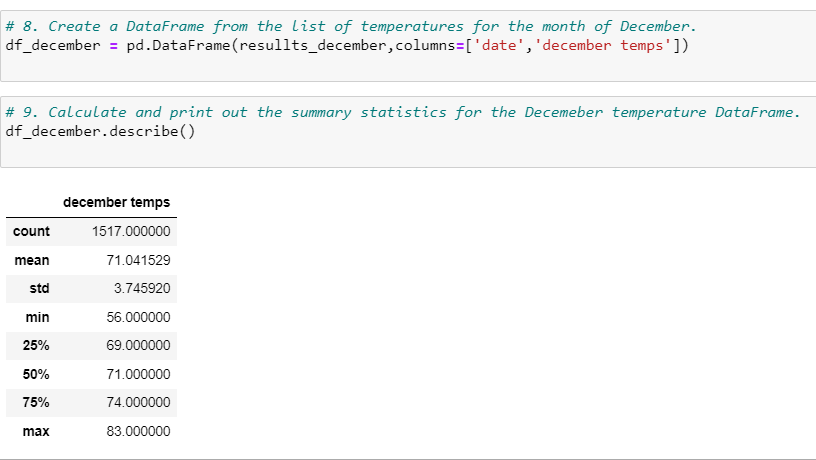 # 8. Create a DataFrame from the list of temperatures for the month of December.
df_december = pd.DataFrame(resullts_december,columns=['date','december temps'])
# 9. Calculate and print out the summary statistics for the Decemeber temperature DataFrame.
df_december.describe()
december temps
count 1517.000000
mean 71.041529
std 3.745920
min 56.000000
25% 69.000000
50% 71.000000
75% 74.000000
max 83.000000